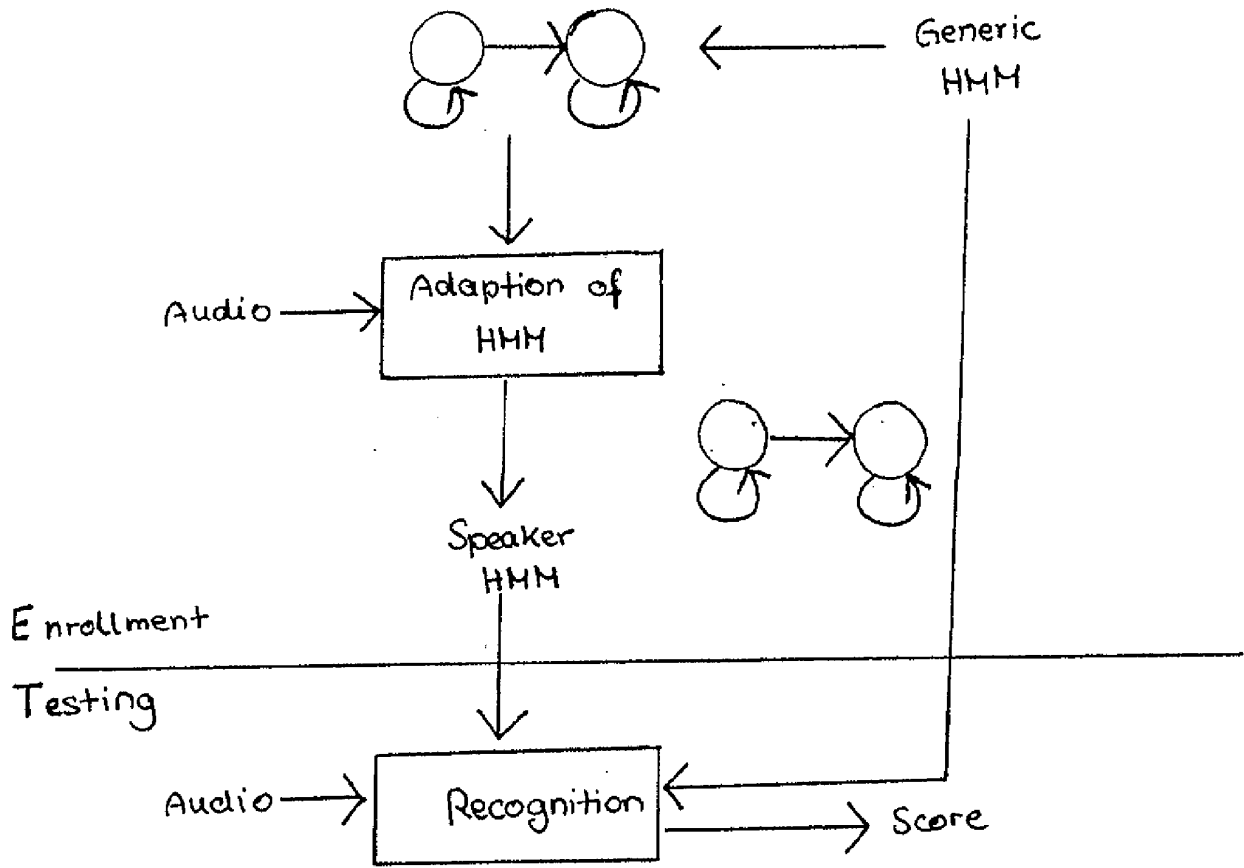 Generic
HMM
Audio
Adaption of
HMM
Speaker
HMM
Enrollment
Testing
Audio
Recognition
Score